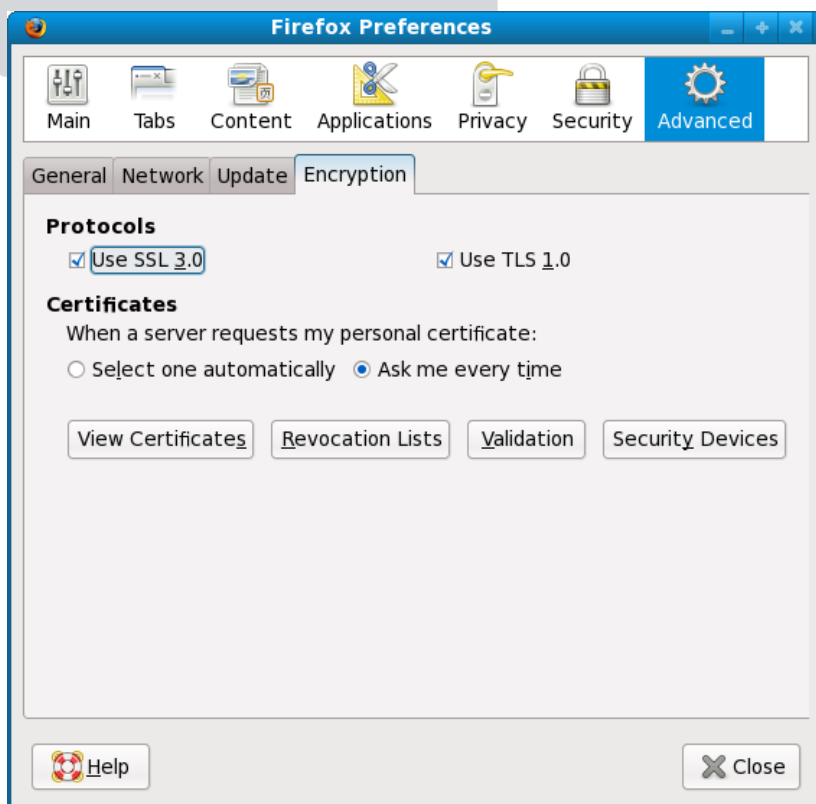 Firefox Preferences
Main Tabs Content Applications Privacy Security Advanced
General Network Update Encryption
Protocols
Use SSL 3.0 Use TLS 1.0
Certificates
When a server requests my personal certificate:
Select one automatically Ask me every time
View Certificates Revocation Lists Validation Security Devices
Help Close